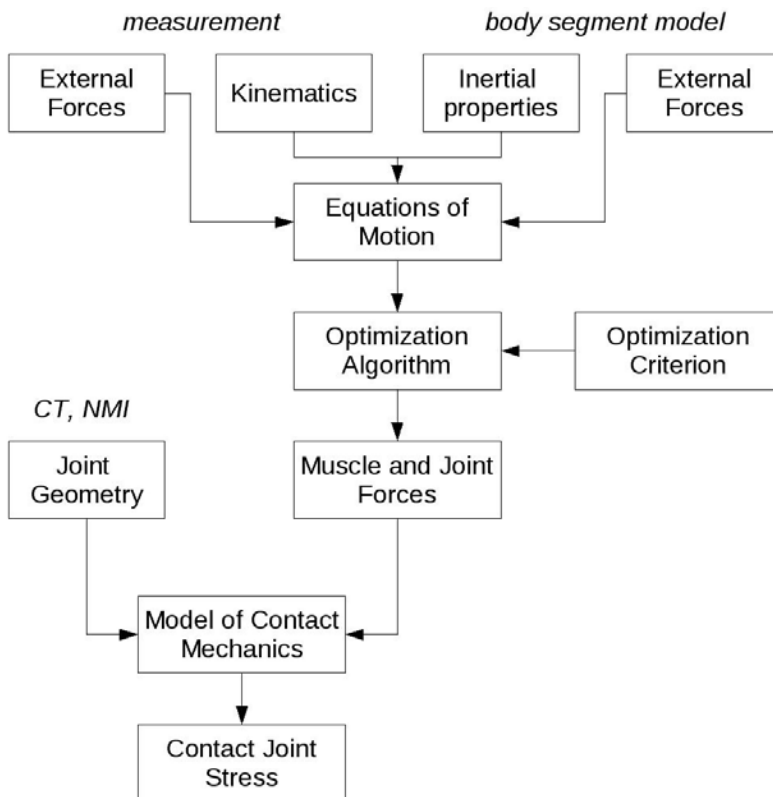 measurement
body segment model
External
Forces
Kinematics
Inertial
properties
External
Forces
Equations of
Motion
Optimization
Algorithm
Optimization
Criterion
CT, NMI
Joint
Geometry
Muscle and Joint
Forces
Model of Contact
Mechanics
Contact Joint
Stress